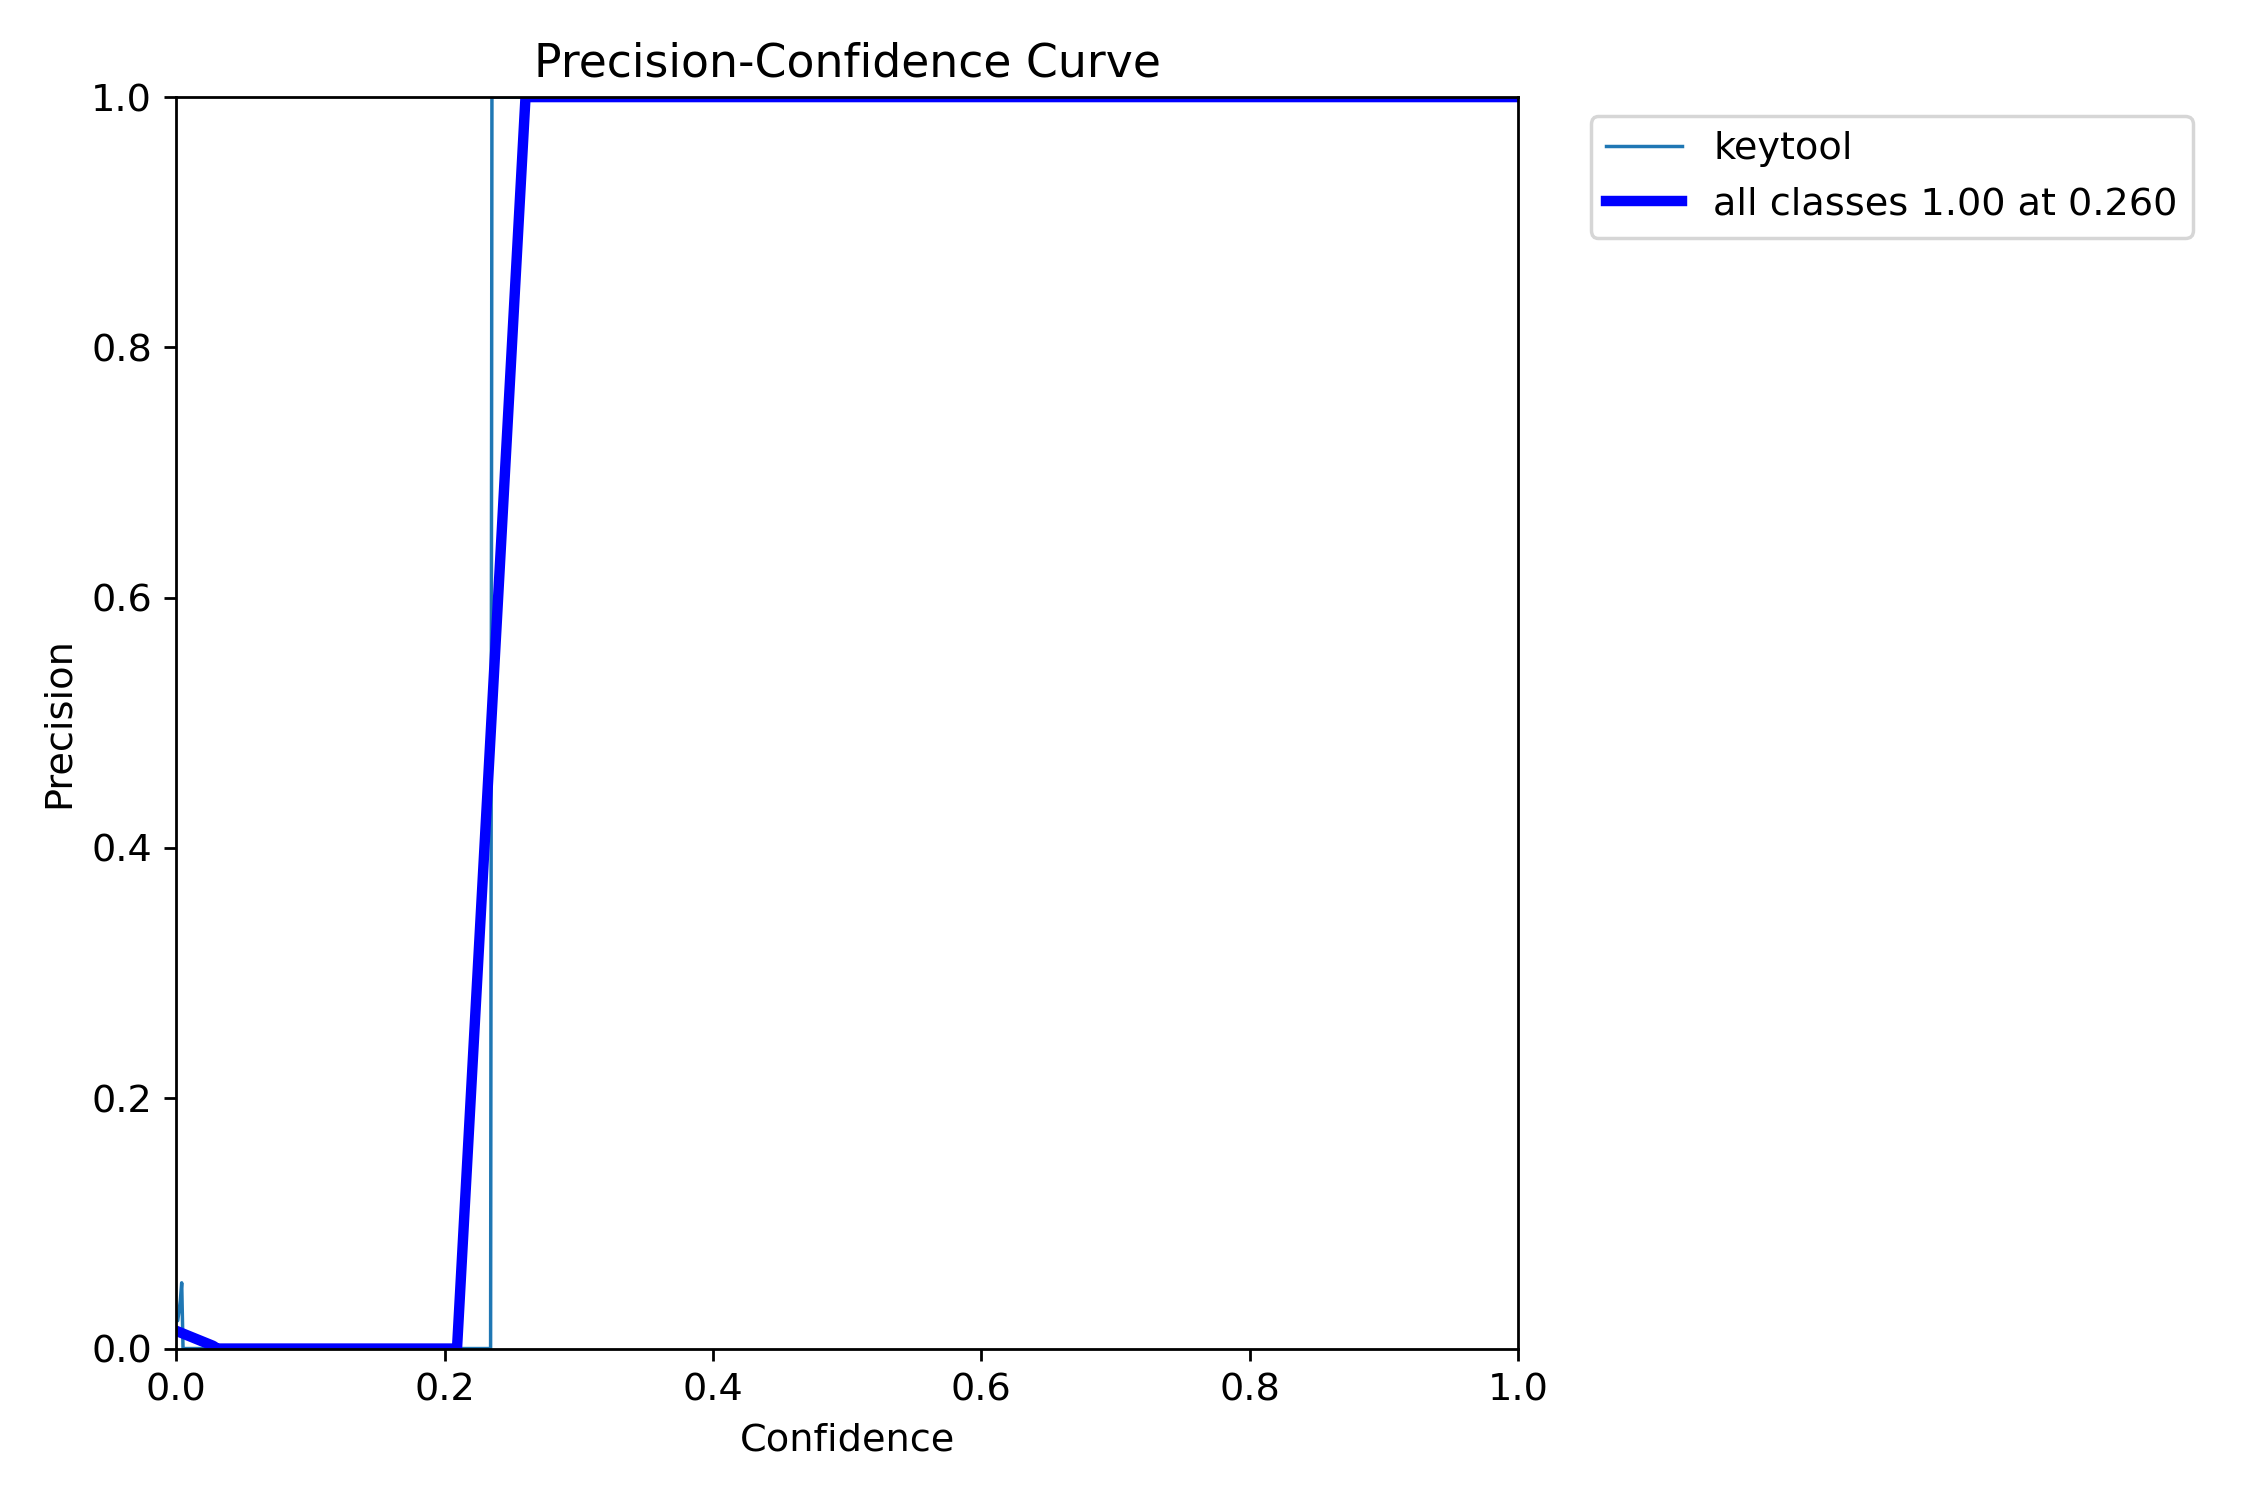 Precision-Confidence Curve
1.0
0.8
0.6
0.4
0.2
0.0
Precision
0.0 0.2 0.4 0.6 0.8 1.0
Confidence
keytool
all classes 1.00 at 0.260